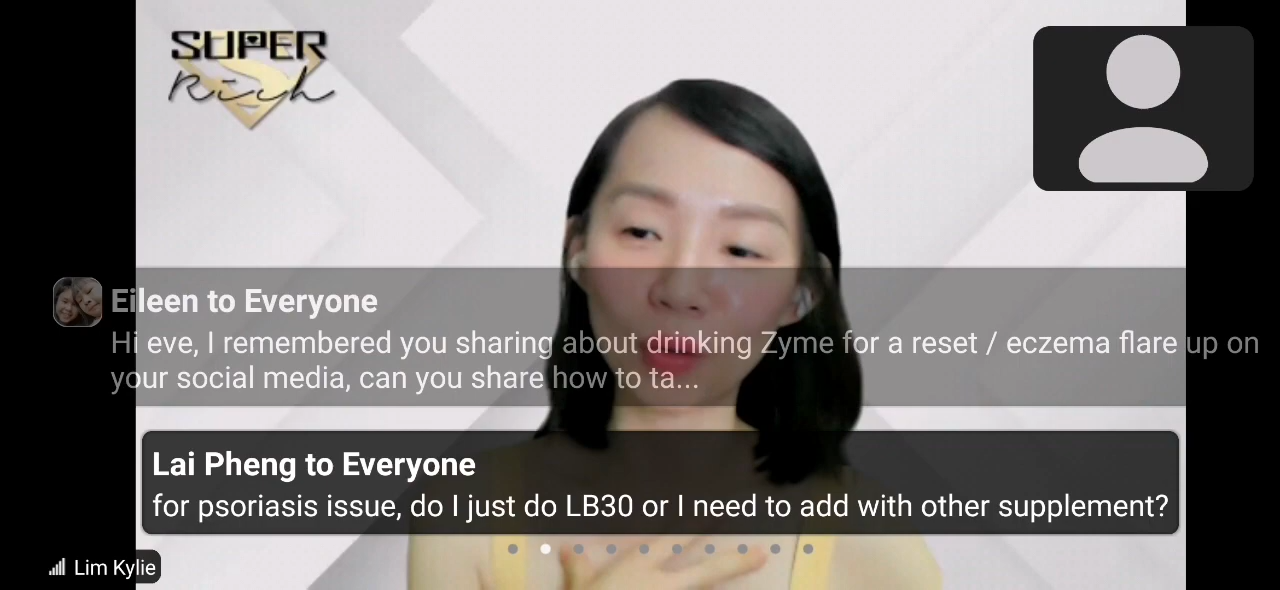 SUPER
Rich
Eileen to Everyone
Hi eve, I remembered you sharing about drinking Zyme for a reset / eczema flare up on
your social media, can you share how to ta...
Lai Pheng to Everyone
for psoriasis issue, do I just do LB30 or I need to add with other supplement?
Lim Kylie